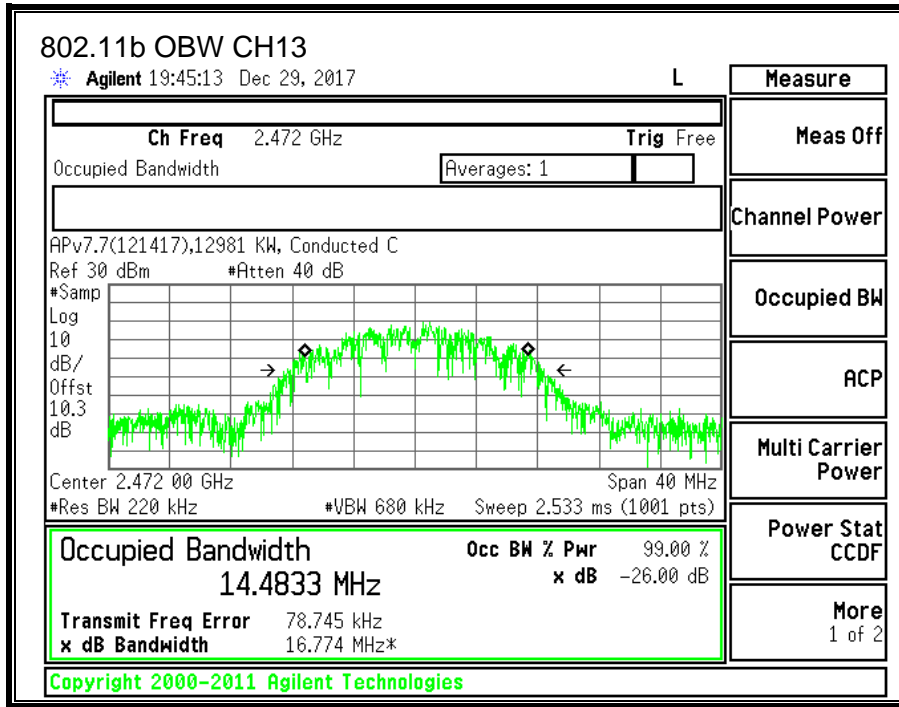 802.11b OBW CH13
Agilent 19:45:13 Dec 29, 2017 L
Measure
Ch Freq 2.472 GHz Trig Free
Occupied Bandwidth Averages: 1
APv7.7(121417),12981 KW, Conducted C
Ref 30 dBm #Atten 40 dB
#Samp
Log
10
dB/
Offst
10.3
dB
Center 2.472 00 GHz Span 40 MHz
#Res BW 220 kHz #VBW 680 kHz Sweep 2.533 ms (1001 pts)
Occupied Bandwidth Occ BW % Pwr 99.00 %
14.4833 MHz x dB -26.00 dB
Transmit Freq Error 78.745 kHz
x dB Bandwidth 16.774 MHz*
Copyright 2000-2011 Agilent Technologies
Meas Off
Channel Power
Occupied BW
ACP
Multi Carrier
Power
Power Stat
CCDF
More
1 of 2